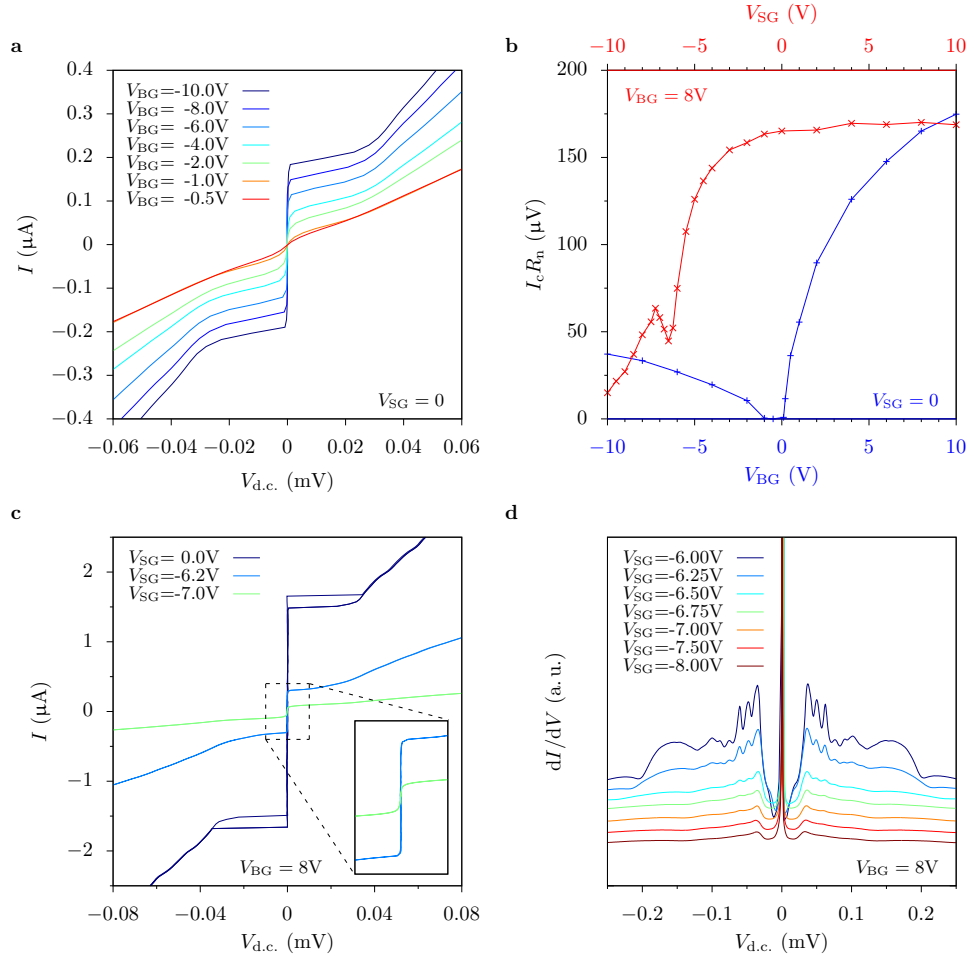 a
0.4
0.3
0.2
0.1
0
−0.1
−0.2
−0.3
−0.4
I (μA)
V_BG=-10.0V
V_BG= -8.0V
V_BG= -6.0V
V_BG= -4.0V
V_BG= -2.0V
V_BG= -1.0V
V_BG= -0.5V
V_SG = 0
−0.06 −0.04 −0.02 0 0.02 0.04 0.06
V_d.c. (mV)
b
V_SG (V)
−10 −5 0 5 10
200
150
100
50
0
I_cR_n (μV)
V_BG = 8V
V_SG = 0
−10 −5 0 5 10
V_BG (V)
c
2
1
0
−1
−2
I (μA)
V_SG= 0.0V
V_SG=-6.2V
V_SG=-7.0V
V_BG = 8V
−0.08 −0.04 0 0.04 0.08
V_d.c. (mV)
d
dI/dV (a. u.)
V_SG=-6.00V
V_SG=-6.25V
V_SG=-6.50V
V_SG=-6.75V
V_SG=-7.00V
V_SG=-7.50V
V_SG=-8.00V
V_BG = 8V
−0.2 −0.1 0 0.1 0.2
V_d.c. (mV)